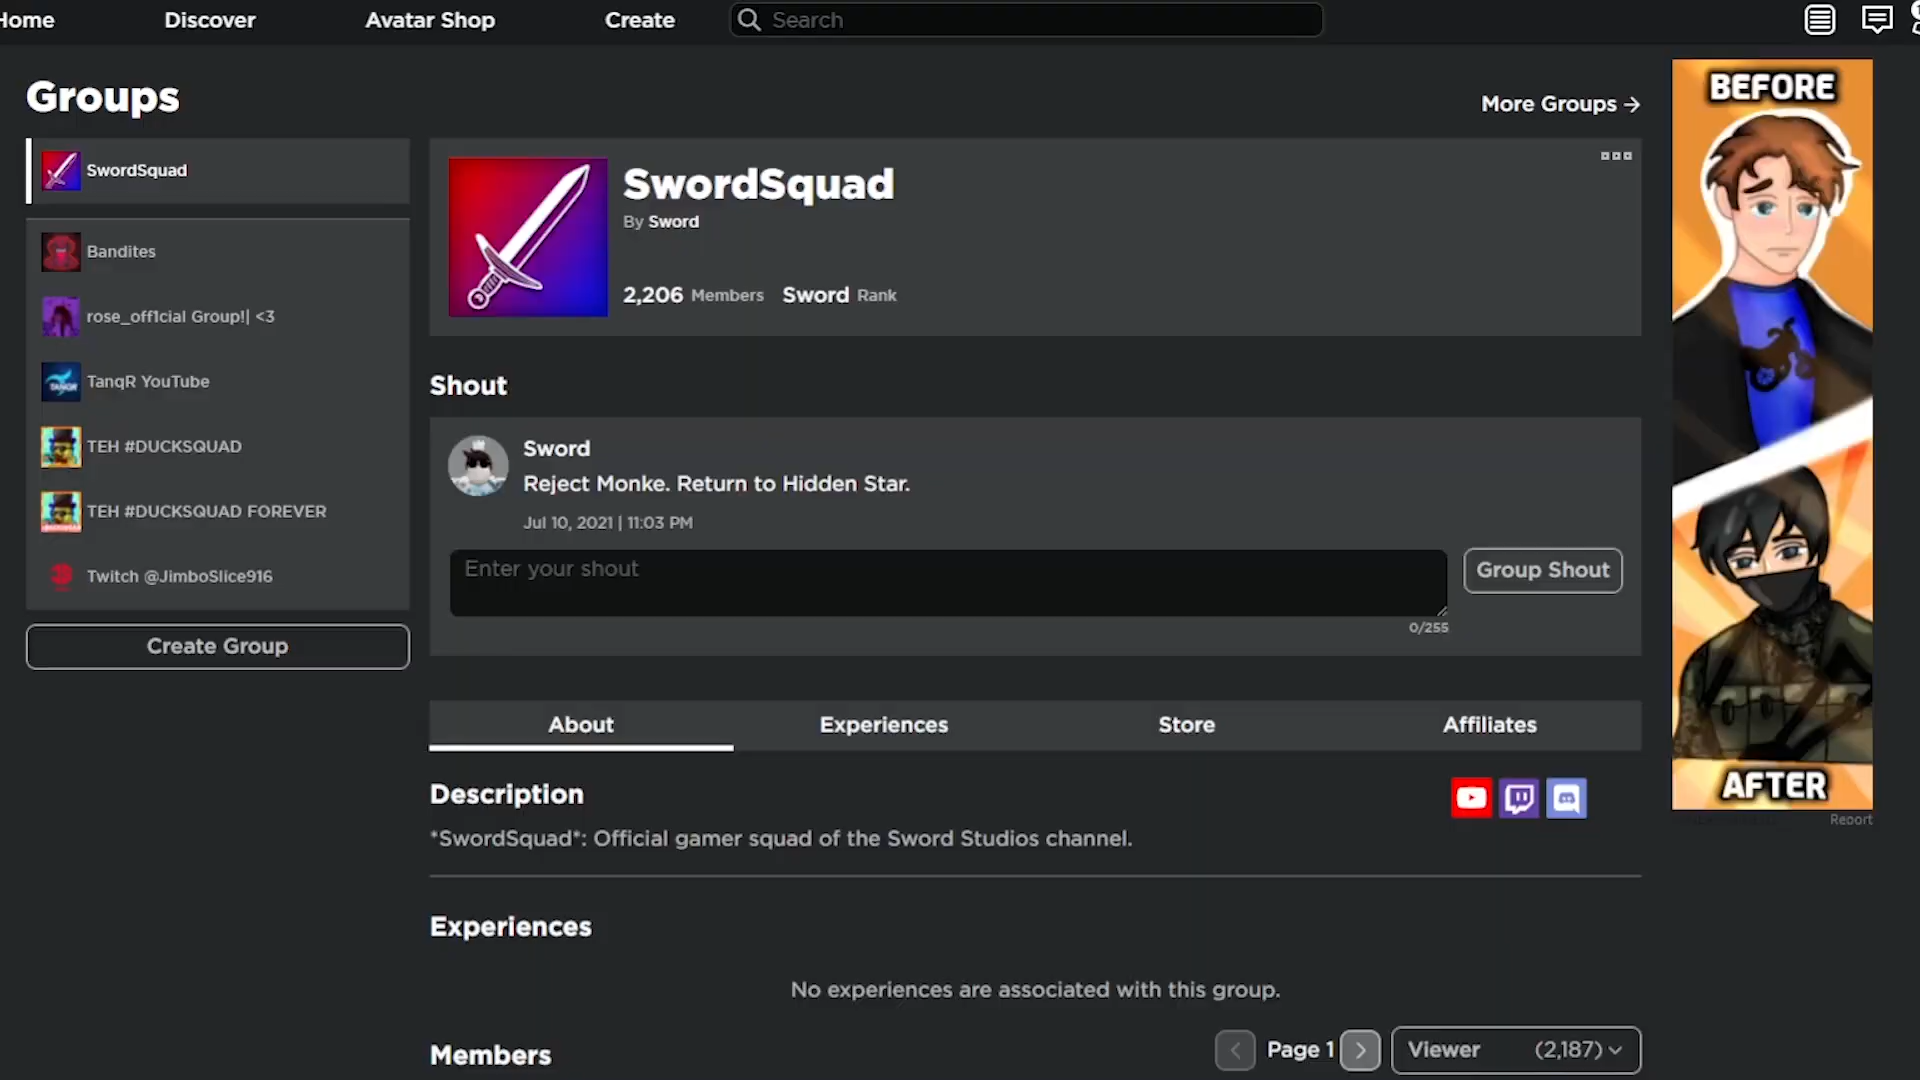 Home
Discover
Avatar Shop
Create
Search
Groups
More Groups →
SwordSquad
Bandites
rose_off1cial Group!| <3
TanqR YouTube
TEH #DUCKSQUAD
TEH #DUCKSQUAD FOREVER
Twitch @JimboSlice916
Create Group
SwordSquad
By Sword
2,206 Members Sword Rank
Shout
Sword
Reject Monke. Return to Hidden Star.
Jul 10, 2021 | 11:03 PM
Enter your shout
Group Shout
0/255
About
Experiences
Store
Affiliates
Description
*SwordSquad*: Official gamer squad of the Sword Studios channel.
Experiences
No experiences are associated with this group.
Members
Page 1
Viewer (2,187)
BEFORE
AFTER
Report